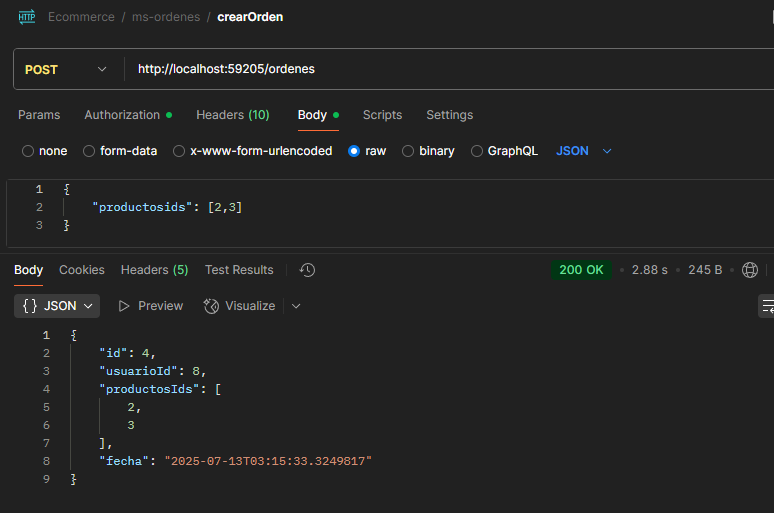 HTTP Ecommerce / ms-ordenes / crearOrden
POST http://localhost:59205/ordenes
Params Authorization Headers (10) Body Scripts Settings
none form-data x-www-form-urlencoded raw binary GraphQL JSON
1 {
2 "productosids": [2,3]
3 }
Body Cookies Headers (5) Test Results 200 OK • 2.88 s • 245 B •
{} JSON Preview Visualize
1 {
2 "id": 4,
3 "usuarioId": 8,
4 "productosIds": [
5 2,
6 3
7 ],
8 "fecha": "2025-07-13T03:15:33.3249817"
9 }